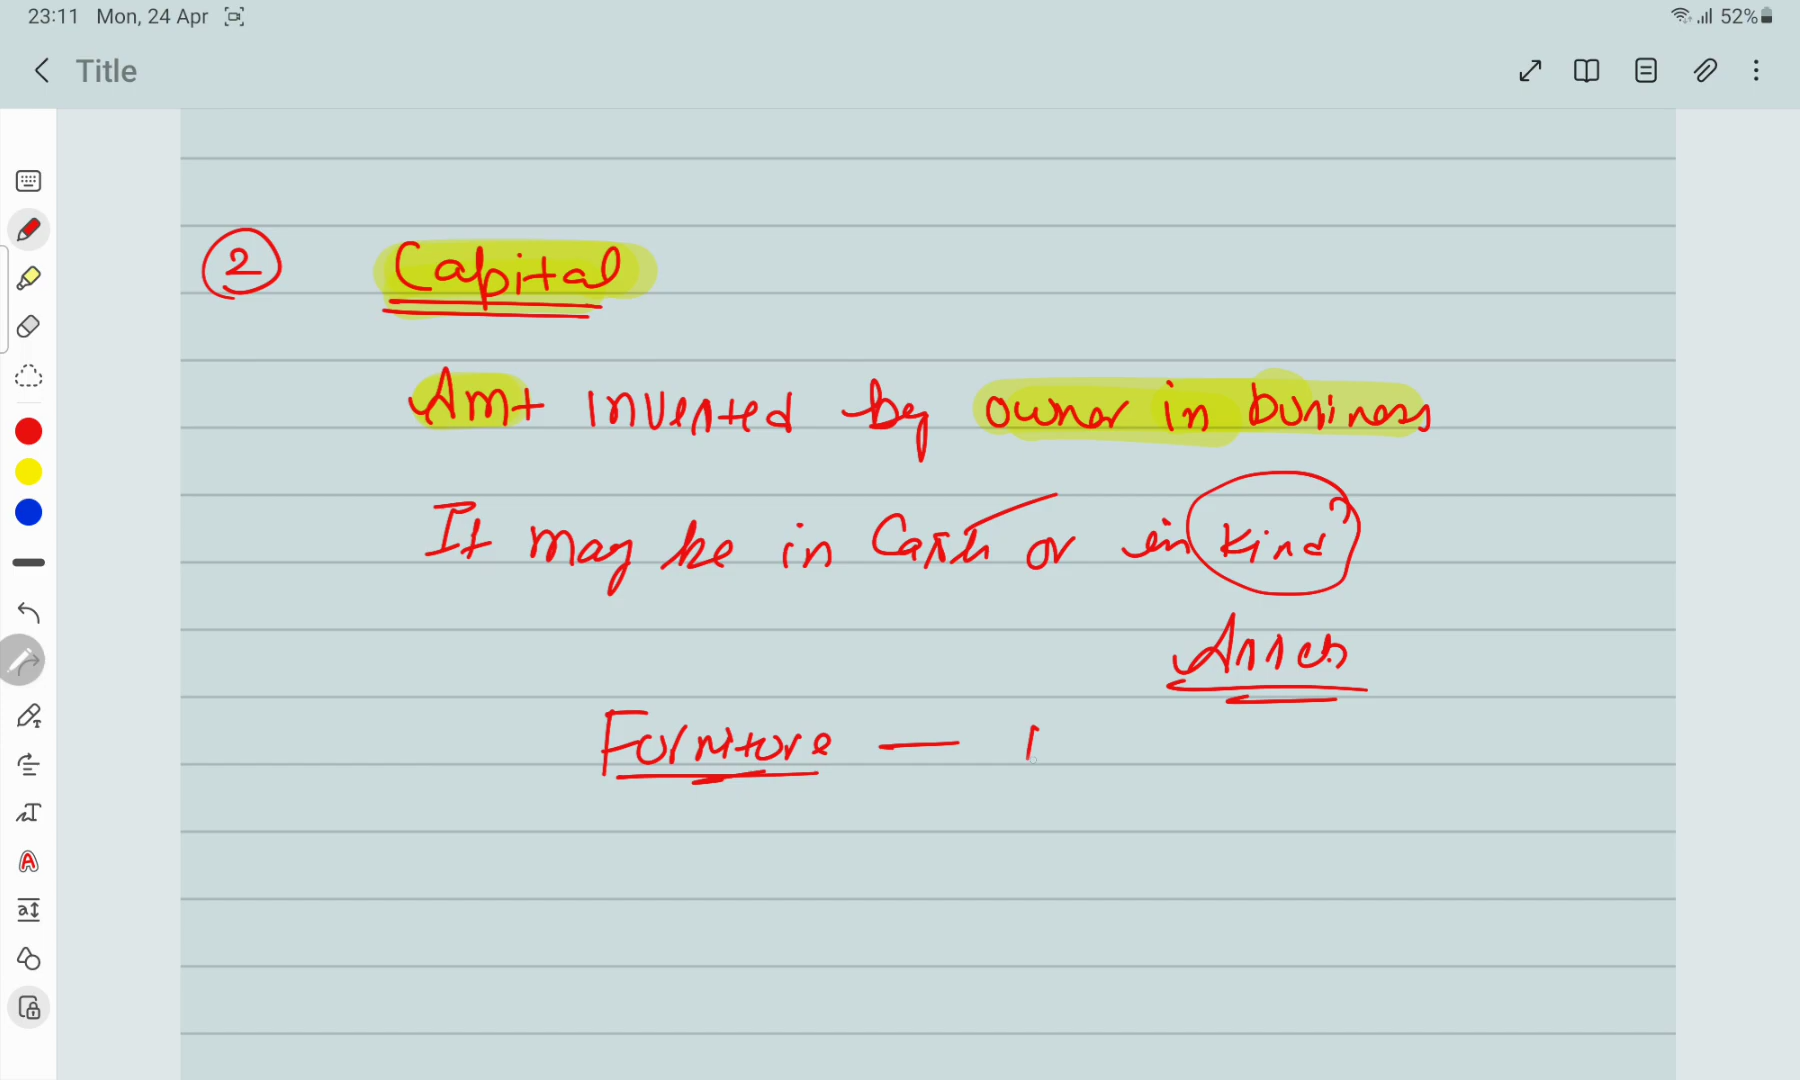 23:11 Mon, 24 Apr 52%
Title
2 Capital
Amt invested by owner in business
It may be in Cash or in Kind
Assets
Furniture — 1